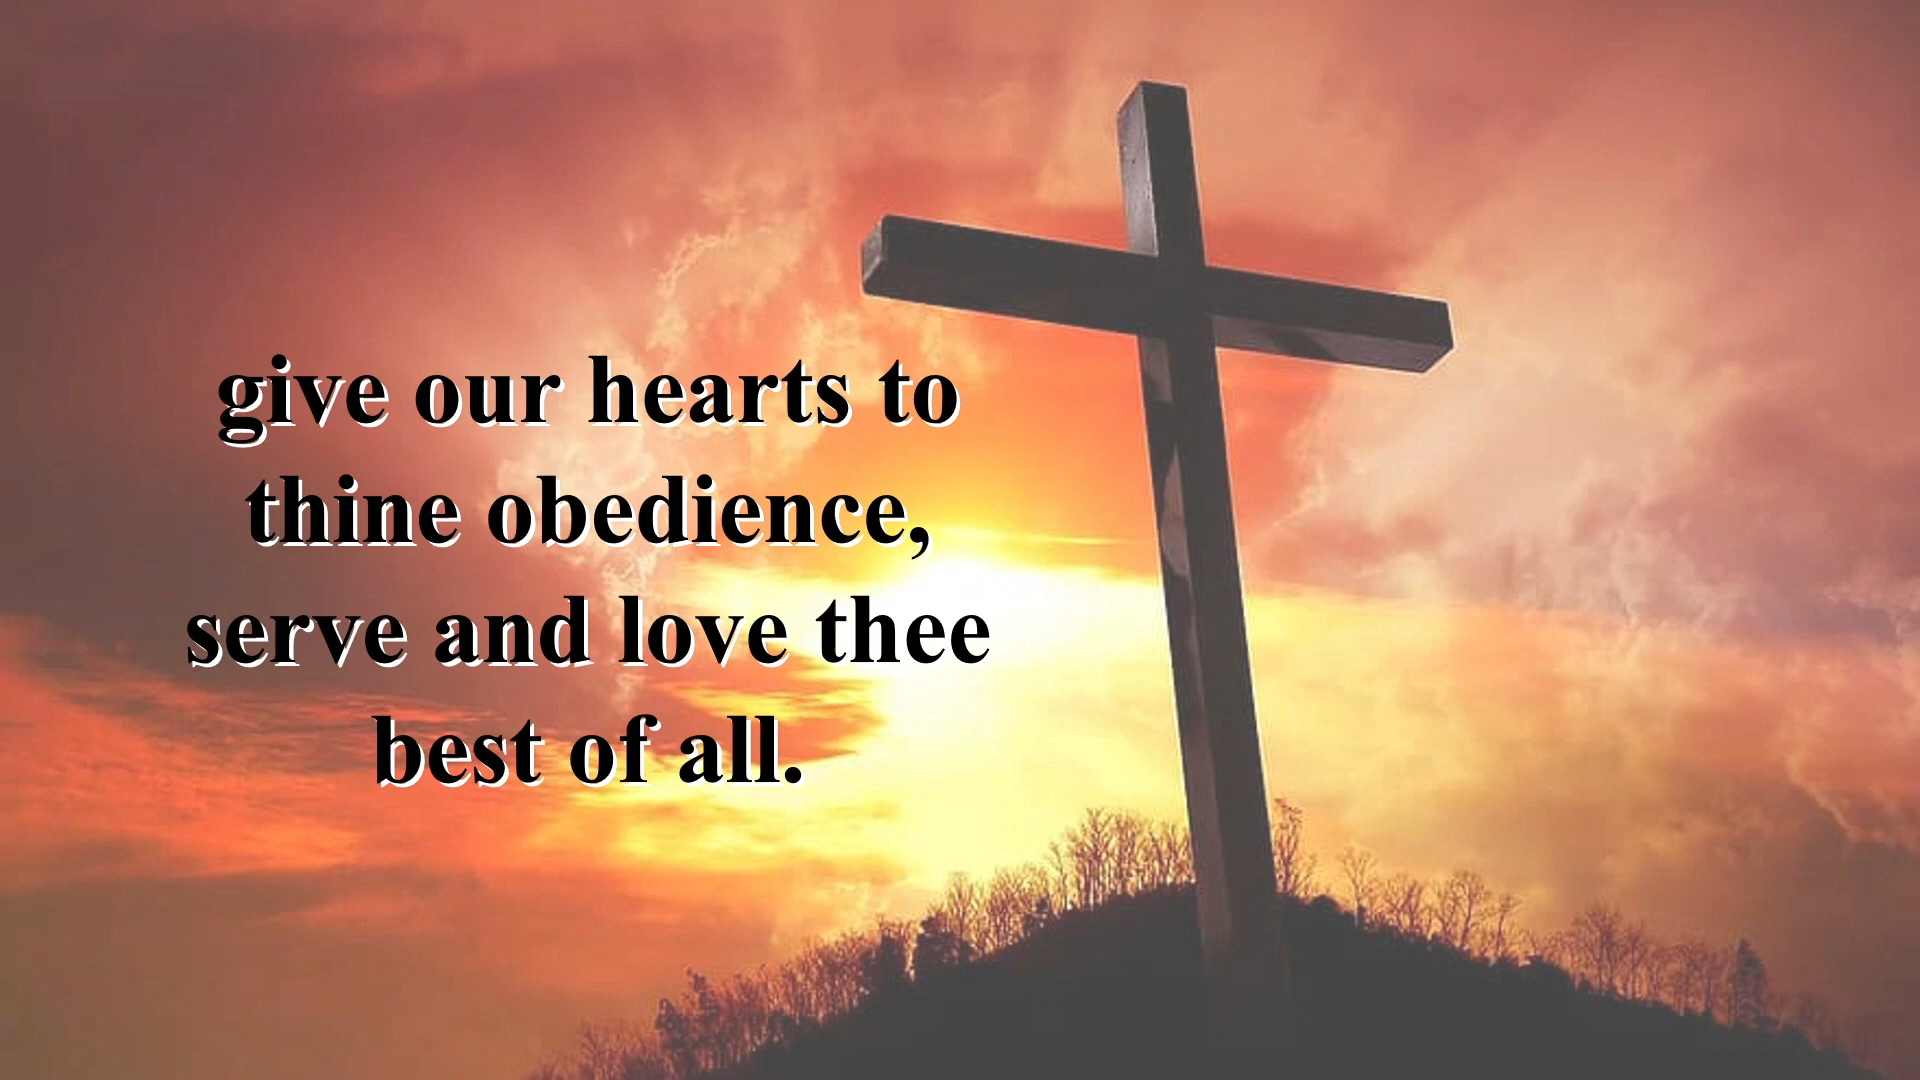 give our hearts to
thine obedience,
serve and love thee
best of all.